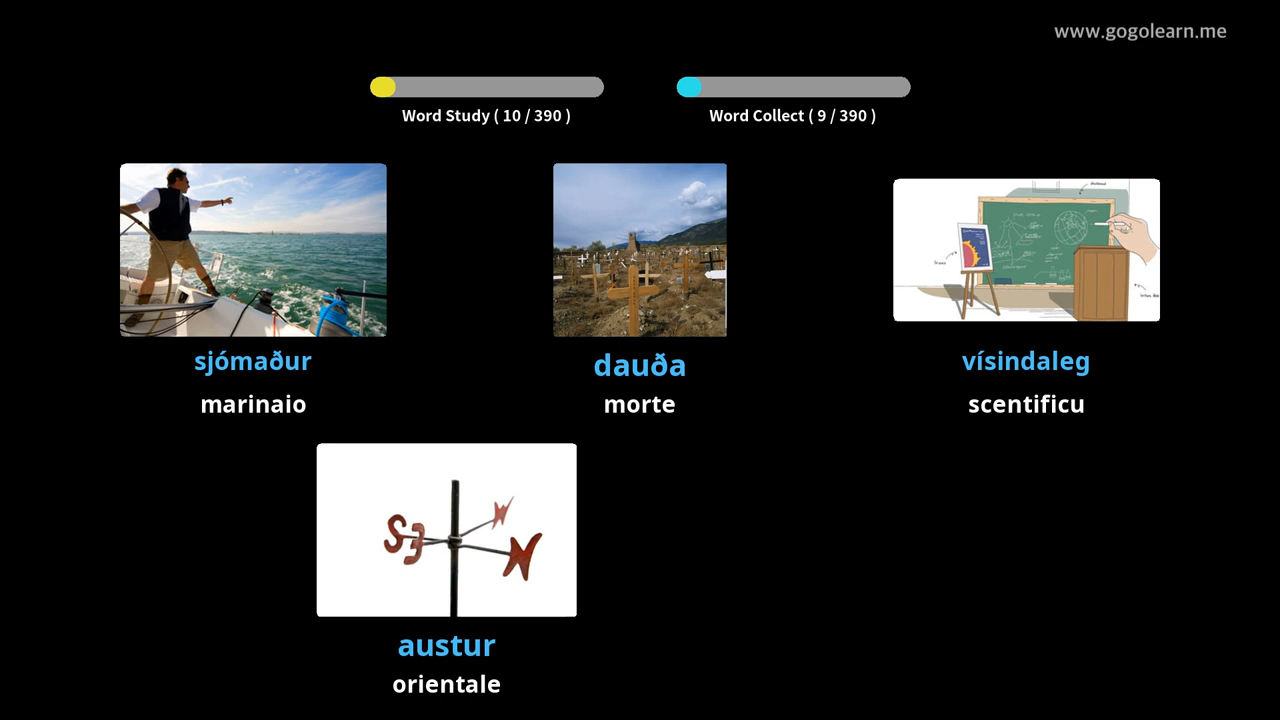 www.gogolearn.me
Word Study ( 10 / 390 )
Word Collect ( 9 / 390 )
sjómaður
marinaio
dauða
morte
vísindaleg
scentificu
austur
orientale